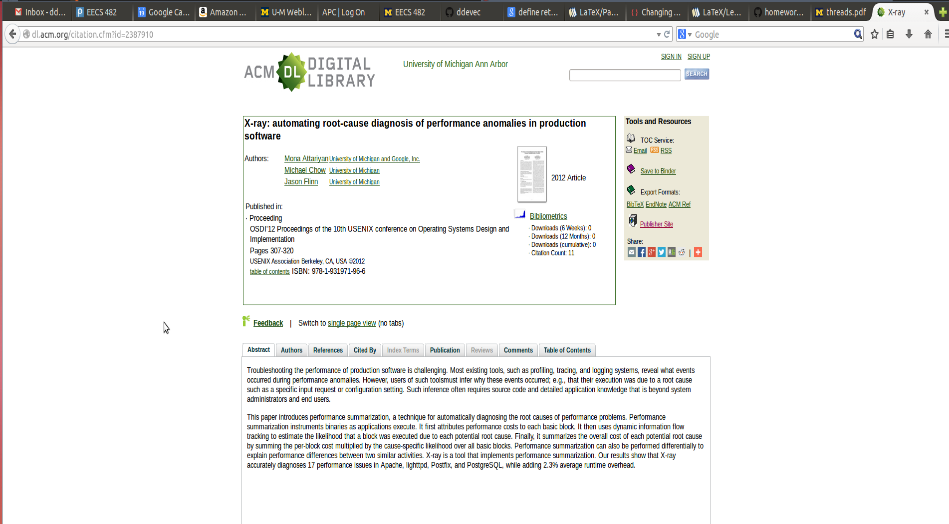 Inbox - dd...
EECS 482
Google Ca...
Amazon ...
U-M Webl...
APC | Log On
EECS 482
ddevec
define ret...
LaTeX/Pa...
Changing ...
LaTeX/Le...
homewor...
threads.pdf
X-ray
dl.acm.org/citation.cfm?id=2387910
Google
ACM DL DIGITAL LIBRARY
University of Michigan Ann Arbor
SIGN IN SIGN UP
SEARCH
X-ray: automating root-cause diagnosis of performance anomalies in production
software
Authors: Mona Attariyan University of Michigan and Google, Inc.
Michael Chow University of Michigan
Jason Flinn University of Michigan
2012 Article
Published in:
· Proceeding
OSDI'12 Proceedings of the 10th USENIX conference on Operating Systems Design and
Implementation
Pages 307-320
USENIX Association Berkeley, CA, USA ©2012
table of contents ISBN: 978-1-931971-96-6
Bibliometrics
· Downloads (6 Weeks): 0
· Downloads (12 Months): 0
· Downloads (cumulative): 0
· Citation Count: 11
Tools and Resources
TOC Service:
Email RSS
Save to Binder
Export Formats:
BibTeX EndNote ACM Ref
Publisher Site
Share:
|
Feedback | Switch to single page view (no tabs)
Abstract Authors References Cited By Index Terms Publication Reviews Comments Table of Contents
Troubleshooting the performance of production software is challenging. Most existing tools, such as profiling, tracing, and logging systems, reveal what events
occurred during performance anomalies. However, users of such toolsmust infer why these events occurred; e.g., that their execution was due to a root cause
such as a specific input request or configuration setting. Such inference often requires source code and detailed application knowledge that is beyond system
administrators and end users.
This paper introduces performance summarization, a technique for automatically diagnosing the root causes of performance problems. Performance
summarization instruments binaries as applications execute. It first attributes performance costs to each basic block. It then uses dynamic information flow
tracking to estimate the likelihood that a block was executed due to each potential root cause. Finally, it summarizes the overall cost of each potential root cause
by summing the per-block cost multiplied by the cause-specific likelihood over all basic blocks. Performance summarization can also be performed differentially to
explain performance differences between two similar activities. X-ray is a tool that implements performance summarization. Our results show that X-ray
accurately diagnoses 17 performance issues in Apache, lighttpd, Postfix, and PostgreSQL, while adding 2.3% average runtime overhead.